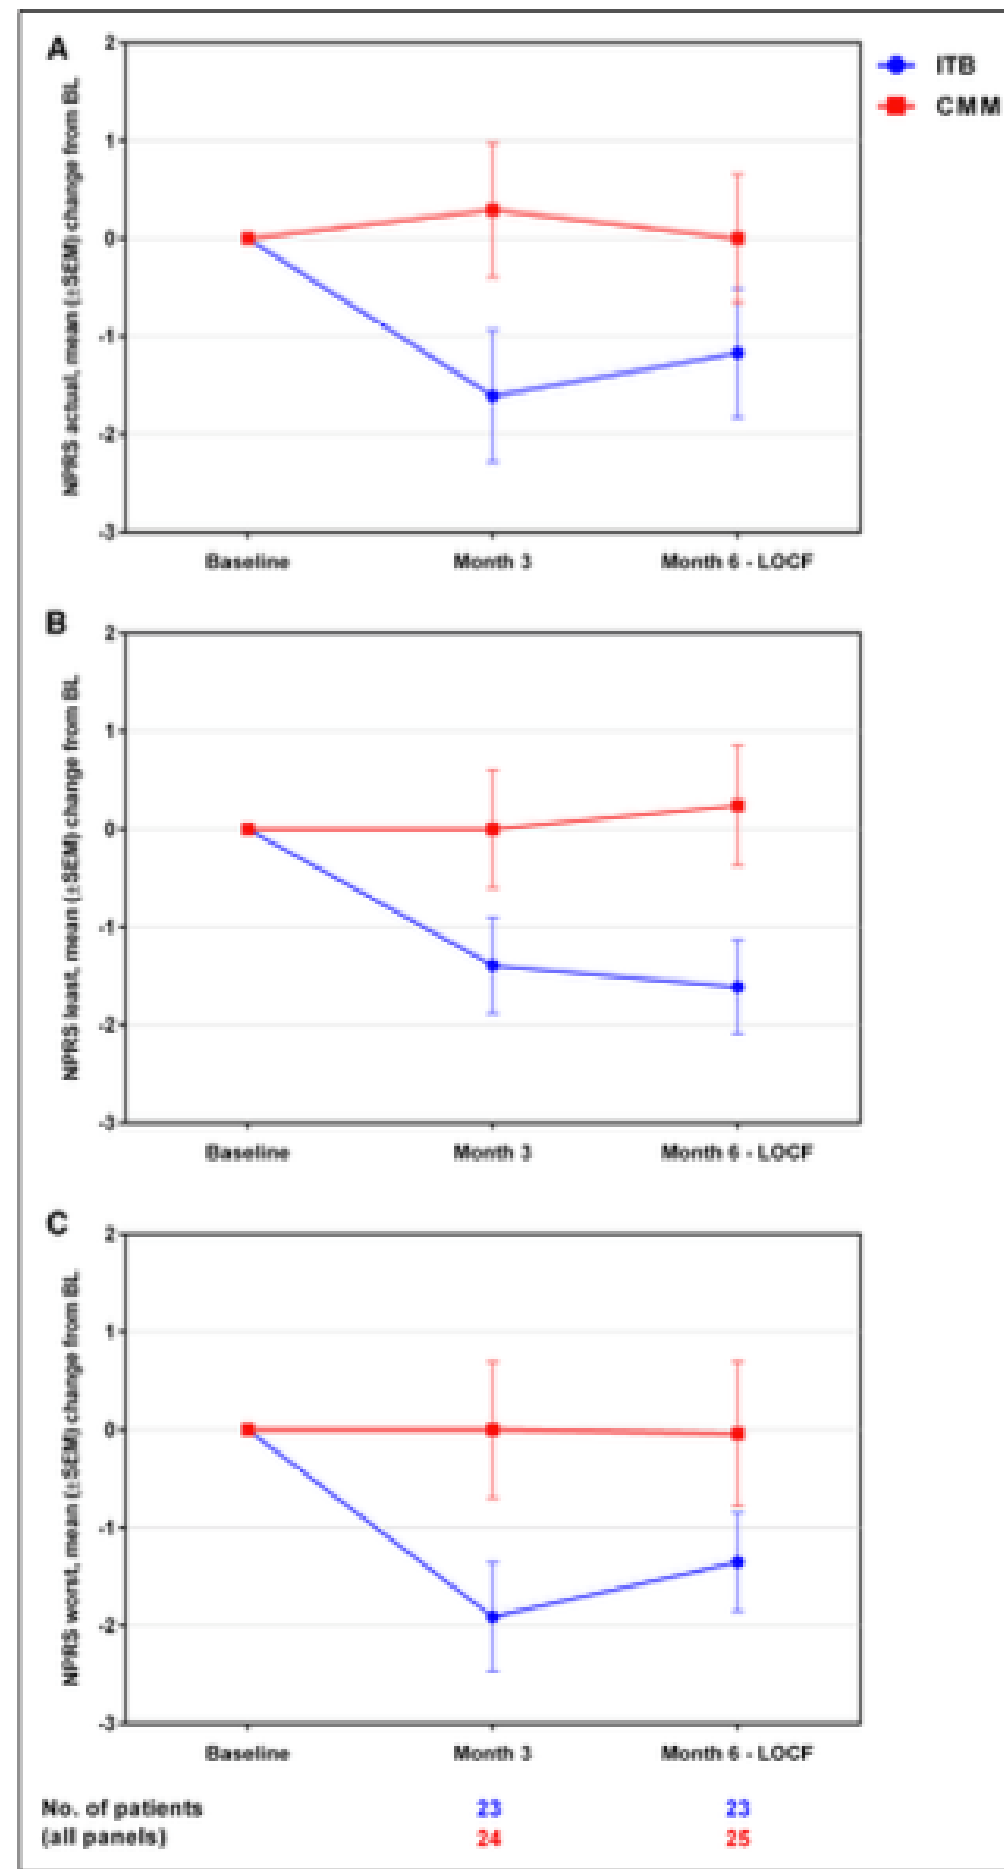 A
ITB
CMM
NPRS actual, mean (±SEM) change from BL
2
1
0
-1
-2
-3
Baseline Month 3 Month 6 - LOCF
B
NPRS least, mean (±SEM) change from BL
2
1
0
-1
-2
-3
Baseline Month 3 Month 6 - LOCF
C
NPRS worst, mean (±SEM) change from BL
2
1
0
-1
-2
-3
Baseline Month 3 Month 6 - LOCF
No. of patients 23 23
(all panels) 24 25